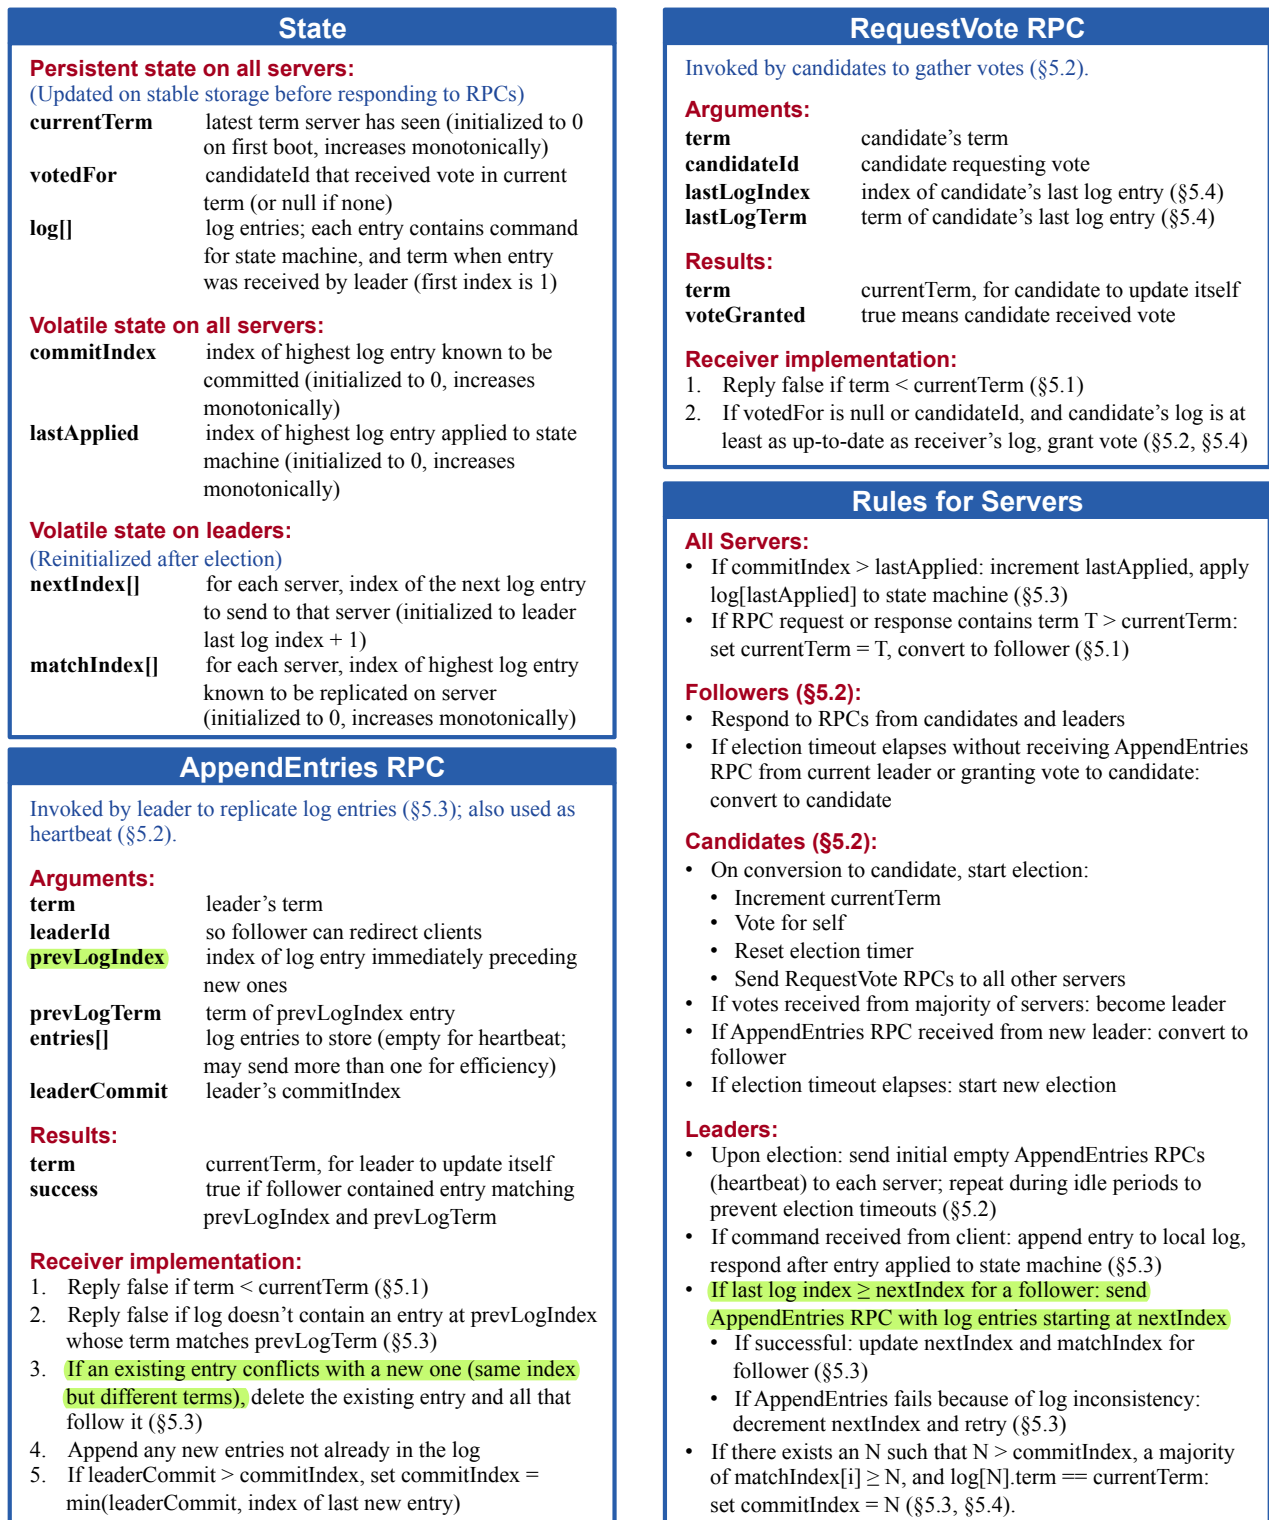 State
Persistent state on all servers:
(Updated on stable storage before responding to RPCs)
currentTerm latest term server has seen (initialized to 0
on first boot, increases monotonically)
votedFor candidateId that received vote in current
term (or null if none)
log[] log entries; each entry contains command
for state machine, and term when entry
was received by leader (first index is 1)
Volatile state on all servers:
commitIndex index of highest log entry known to be
committed (initialized to 0, increases
monotonically)
lastApplied index of highest log entry applied to state
machine (initialized to 0, increases
monotonically)
Volatile state on leaders:
(Reinitialized after election)
nextIndex[] for each server, index of the next log entry
to send to that server (initialized to leader
last log index + 1)
matchIndex[] for each server, index of highest log entry
known to be replicated on server
(initialized to 0, increases monotonically)
AppendEntries RPC
Invoked by leader to replicate log entries (§5.3); also used as
heartbeat (§5.2).
Arguments:
term leader’s term
leaderId so follower can redirect clients
prevLogIndex index of log entry immediately preceding
new ones
prevLogTerm term of prevLogIndex entry
entries[] log entries to store (empty for heartbeat;
may send more than one for efficiency)
leaderCommit leader’s commitIndex
Results:
term currentTerm, for leader to update itself
success true if follower contained entry matching
prevLogIndex and prevLogTerm
Receiver implementation:
1. Reply false if term < currentTerm (§5.1)
2. Reply false if log doesn’t contain an entry at prevLogIndex
whose term matches prevLogTerm (§5.3)
3. If an existing entry conflicts with a new one (same index
but different terms), delete the existing entry and all that
follow it (§5.3)
4. Append any new entries not already in the log
5. If leaderCommit > commitIndex, set commitIndex =
min(leaderCommit, index of last new entry)
RequestVote RPC
Invoked by candidates to gather votes (§5.2).
Arguments:
term candidate’s term
candidateId candidate requesting vote
lastLogIndex index of candidate’s last log entry (§5.4)
lastLogTerm term of candidate’s last log entry (§5.4)
Results:
term currentTerm, for candidate to update itself
voteGranted true means candidate received vote
Receiver implementation:
1. Reply false if term < currentTerm (§5.1)
2. If votedFor is null or candidateId, and candidate’s log is at
least as up-to-date as receiver’s log, grant vote (§5.2, §5.4)
Rules for Servers
All Servers:
• If commitIndex > lastApplied: increment lastApplied, apply
log[lastApplied] to state machine (§5.3)
• If RPC request or response contains term T > currentTerm:
set currentTerm = T, convert to follower (§5.1)
Followers (§5.2):
• Respond to RPCs from candidates and leaders
• If election timeout elapses without receiving AppendEntries
RPC from current leader or granting vote to candidate:
convert to candidate
Candidates (§5.2):
• On conversion to candidate, start election:
• Increment currentTerm
• Vote for self
• Reset election timer
• Send RequestVote RPCs to all other servers
• If votes received from majority of servers: become leader
• If AppendEntries RPC received from new leader: convert to
follower
• If election timeout elapses: start new election
Leaders:
• Upon election: send initial empty AppendEntries RPCs
(heartbeat) to each server; repeat during idle periods to
prevent election timeouts (§5.2)
• If command received from client: append entry to local log,
respond after entry applied to state machine (§5.3)
• If last log index ≥ nextIndex for a follower: send
AppendEntries RPC with log entries starting at nextIndex
• If successful: update nextIndex and matchIndex for
follower (§5.3)
• If AppendEntries fails because of log inconsistency:
decrement nextIndex and retry (§5.3)
• If there exists an N such that N > commitIndex, a majority
of matchIndex[i] ≥ N, and log[N].term == currentTerm:
set commitIndex = N (§5.3, §5.4).